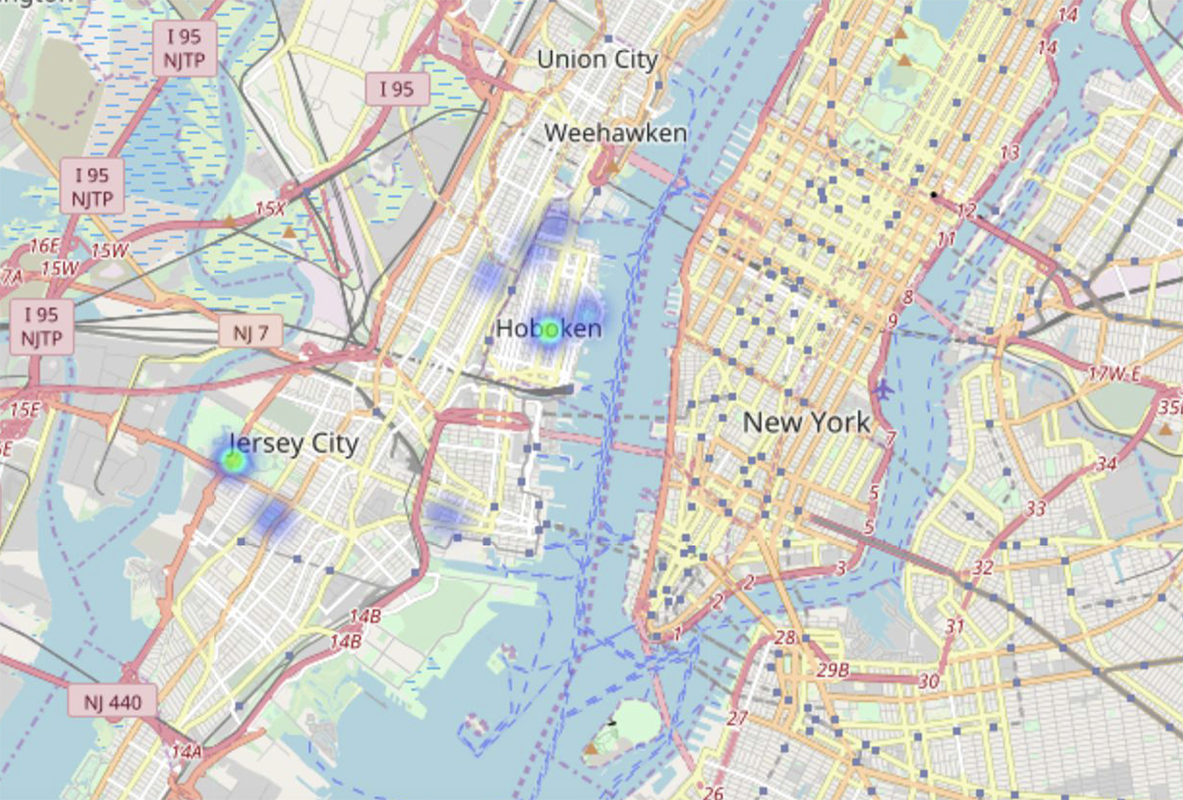 14
I 95
NJTP
14
Union City
I 95
Weehawken
13
I 95
NJTP
15X
12
16E
15W
11
15W
7A
8
I 95
NJTP
NJ 7
Hoboken
9
17W-E
15E
New York
Jersey City
7
34
5
33
5
3
32
2
2
14B
14B
1
28
31
29B
30
NJ 440
27
14A
26